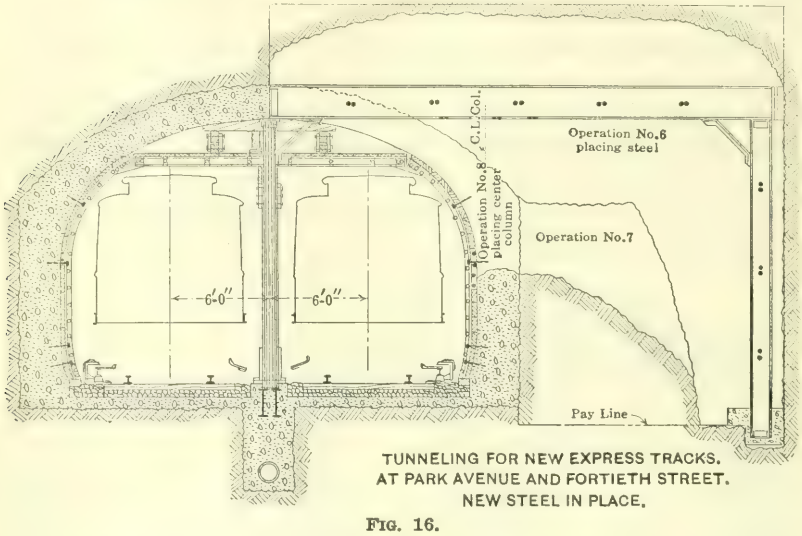 Operation No.6
placing steel
C.L. Col.
Operation No.8
placing center
column
Operation No.7
6'-0"
6'-0"
Pay Line
TUNNELING FOR NEW EXPRESS TRACKS.
AT PARK AVENUE AND FORTIETH STREET.
NEW STEEL IN PLACE.
FIG. 16.